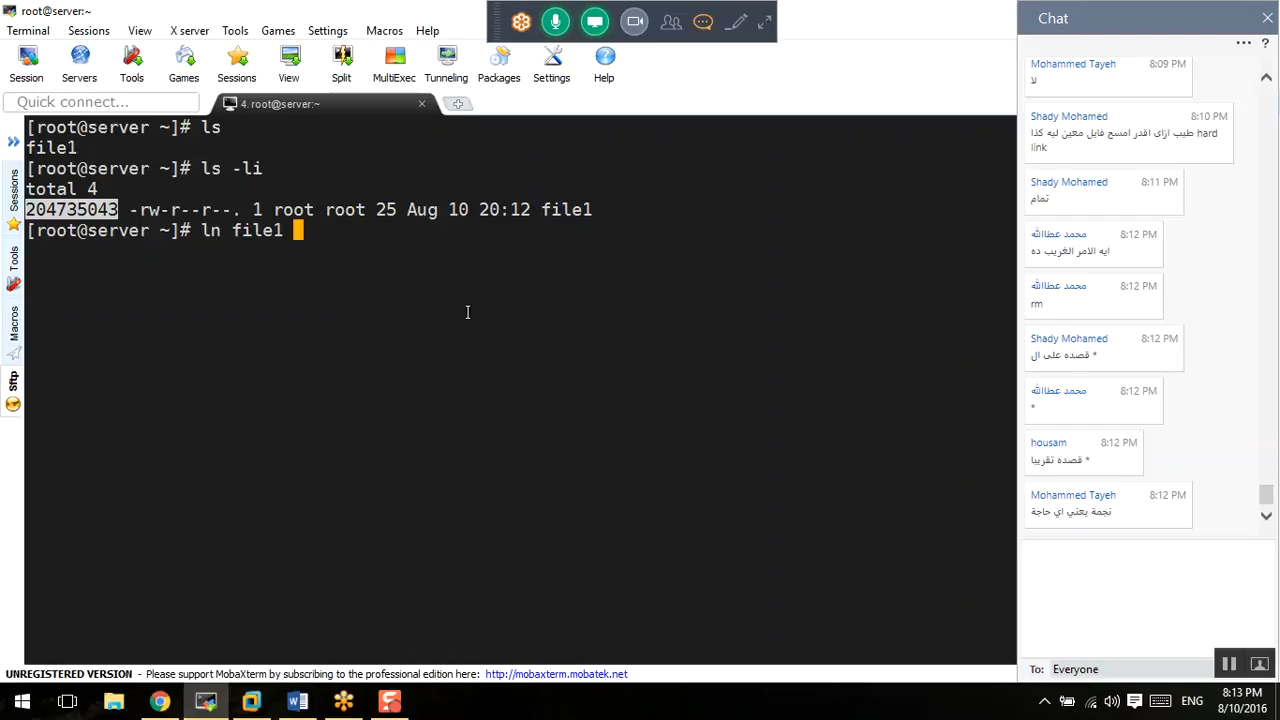 root@server:~
Terminal Sessions View X server Tools Games Settings Macros Help
Session Servers Tools Games Sessions View Split MultiExec Tunneling Packages Settings Help
Quick connect...
4. root@server:~
[root@server ~]# ls
file1
[root@server ~]# ls -li
total 4
204735043 -rw-r--r--. 1 root root 25 Aug 10 20:12 file1
[root@server ~]# ln file1
Sessions
Tools
Macros
Sftp
UNREGISTERED VERSION - Please support MobaXterm by subscribing to the professional edition here: http://mobaxterm.mobatek.net
Chat
Mohammed Tayeh 8:09 PM
لا
Shady Mohamed 8:10 PM
طيب ازاى اقدر امسح فايل معين ليه كذا hard
link
Shady Mohamed 8:11 PM
تمام
محمد عطاالله 8:12 PM
ايه الامر الغريب ده
محمد عطاالله 8:12 PM
rm
Shady Mohamed 8:12 PM
قصده على ال *
محمد عطاالله 8:12 PM
*
housam 8:12 PM
قصده تقريبا *
Mohammed Tayeh 8:12 PM
نجمة يعني اي حاجة
To: Everyone
ENG
8:13 PM
8/10/2016